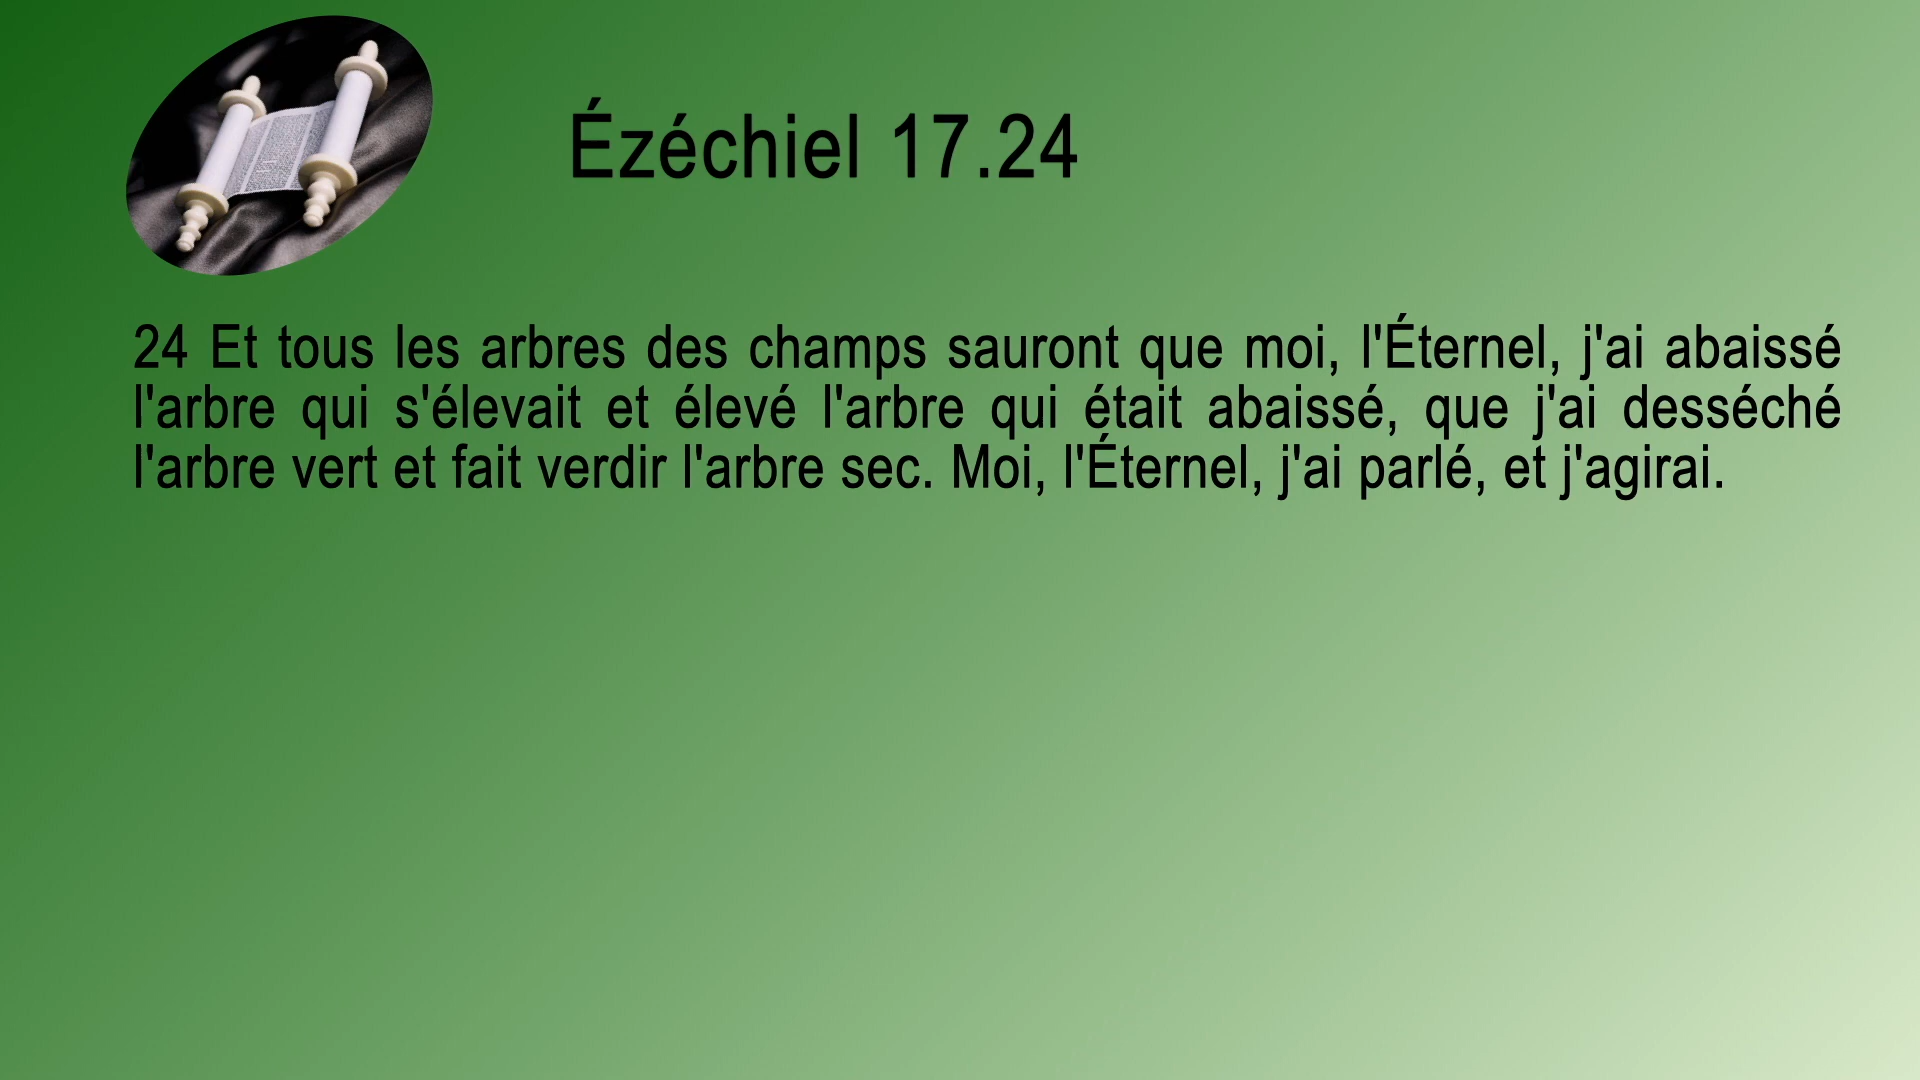 Ézéchiel 17.24
24 Et tous les arbres des champs sauront que moi, l'Éternel, j'ai abaissé
l'arbre qui s'élevait et élevé l'arbre qui était abaissé, que j'ai desséché
l'arbre vert et fait verdir l'arbre sec. Moi, l'Éternel, j'ai parlé, et j'agirai.